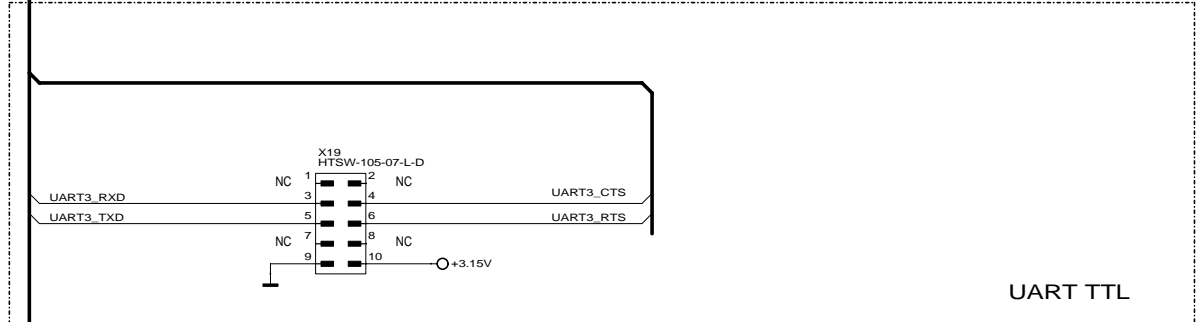 X19
HTSW-105-07-L-D
NC 1 2 NC
UART3_RXD 3 4 UART3_CTS
UART3_TXD 5 6 UART3_RTS
NC 7 8 NC
9 10 +3.15V
UART TTL